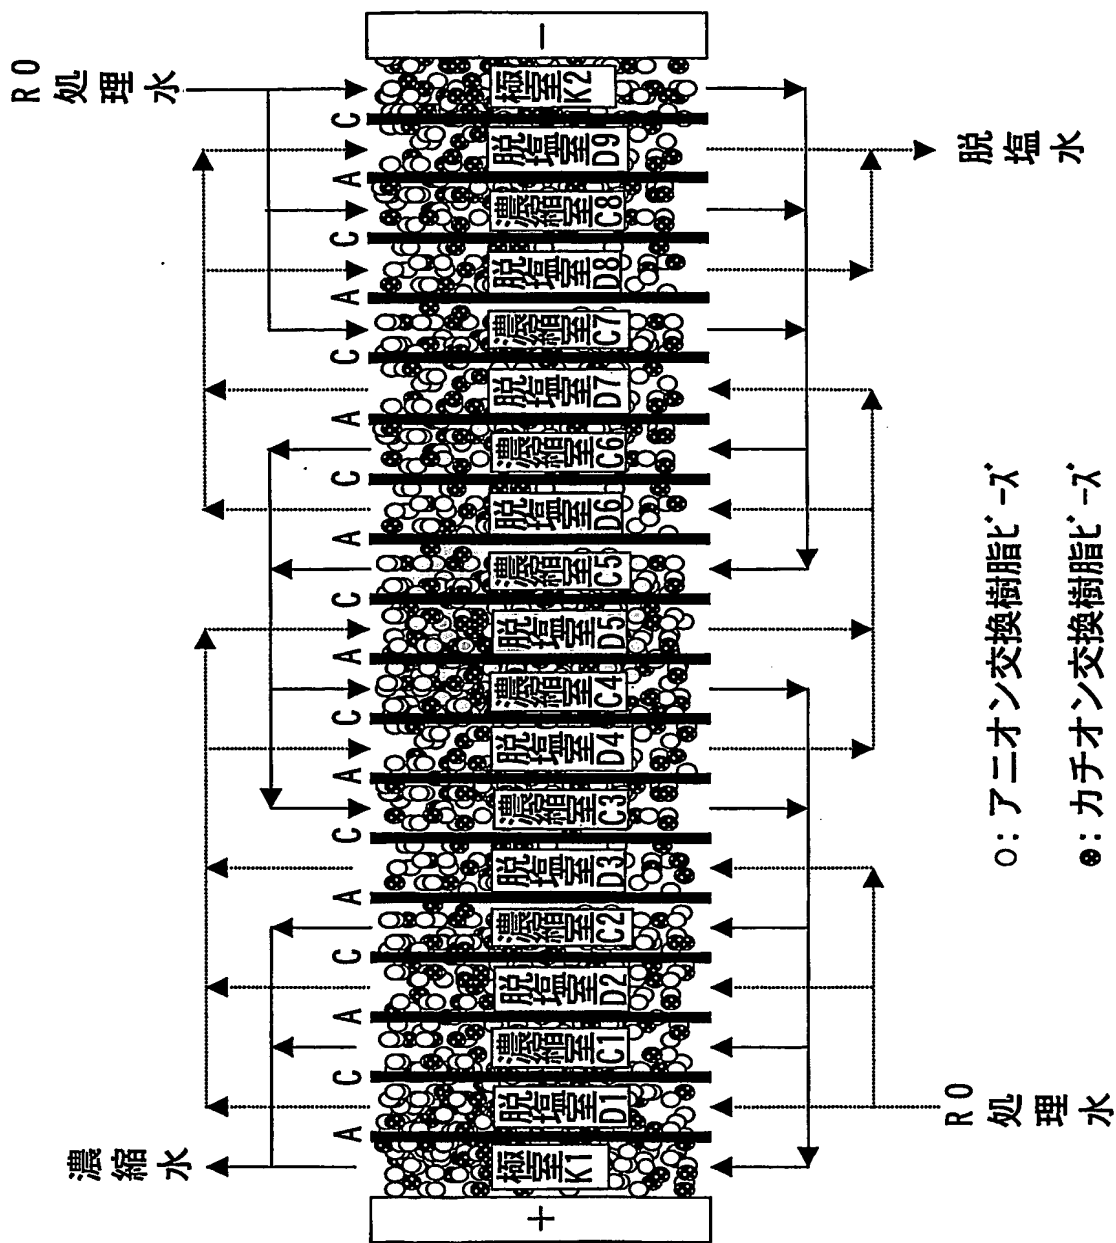 濃縮水
RO処理水
A C A C A C A C A C A C A C A C A C
+
極室K1
脱塩室D1
濃縮室C1
脱塩室D2
濃縮室C2
脱塩室D3
濃縮室C3
脱塩室D4
濃縮室C4
脱塩室D5
濃縮室C5
脱塩室D6
濃縮室C6
脱塩室D7
濃縮室C7
脱塩室D8
濃縮室C8
脱塩室D9
極室K2
−
RO処理水
脱塩水
○: アニオン交換樹脂ﾋﾞｰｽﾞ
⊛: カチオン交換樹脂ﾋﾞｰｽﾞ